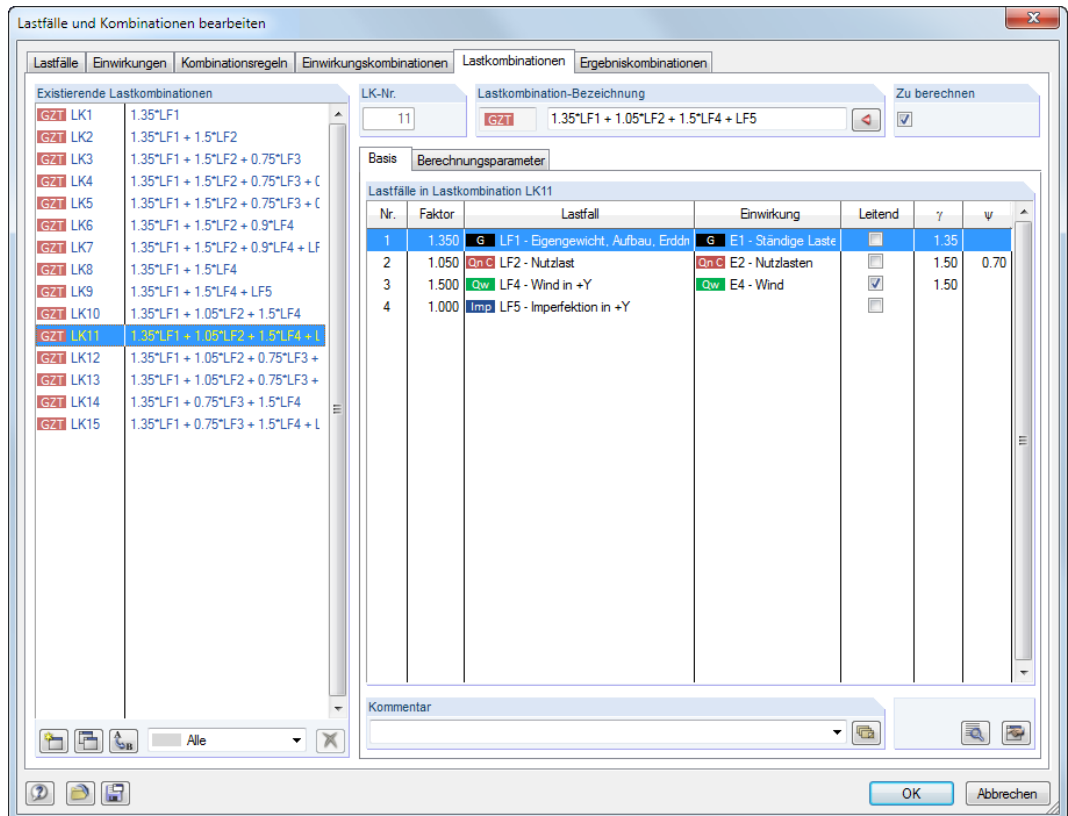 Lastfälle und Kombinationen bearbeiten
Lastfälle Einwirkungen Kombinationsregeln Einwirkungskombinationen Lastkombinationen Ergebniskombinationen
Existierende Lastkombinationen
GZT LK1 1.35*LF1
GZT LK2 1.35*LF1 + 1.5*LF2
GZT LK3 1.35*LF1 + 1.5*LF2 + 0.75*LF3
GZT LK4 1.35*LF1 + 1.5*LF2 + 0.75*LF3 + 0
GZT LK5 1.35*LF1 + 1.5*LF2 + 0.75*LF3 + 0
GZT LK6 1.35*LF1 + 1.5*LF2 + 0.9*LF4
GZT LK7 1.35*LF1 + 1.5*LF2 + 0.9*LF4 + LF
GZT LK8 1.35*LF1 + 1.5*LF4
GZT LK9 1.35*LF1 + 1.5*LF4 + LF5
GZT LK10 1.35*LF1 + 1.05*LF2 + 1.5*LF4
GZT LK11 1.35*LF1 + 1.05*LF2 + 1.5*LF4 + L
GZT LK12 1.35*LF1 + 1.05*LF2 + 0.75*LF3 +
GZT LK13 1.35*LF1 + 1.05*LF2 + 0.75*LF3 +
GZT LK14 1.35*LF1 + 0.75*LF3 + 1.5*LF4
GZT LK15 1.35*LF1 + 0.75*LF3 + 1.5*LF4 + L
Alle
LK-Nr.
11
Lastkombination-Bezeichnung
GZT 1.35*LF1 + 1.05*LF2 + 1.5*LF4 + LF5
Zu berechnen
Basis Berechnungsparameter
Lastfälle in Lastkombination LK11
Nr. Faktor Lastfall Einwirkung Leitend γ ψ
1 1.350 G LF1 - Eigengewicht, Aufbau, Erddr G E1 - Ständige Laste 1.35
2 1.050 Qn C LF2 - Nutzlast Qn C E2 - Nutzlasten 1.50 0.70
3 1.500 Qw LF4 - Wind in +Y Qw E4 - Wind 1.50
4 1.000 Imp LF5 - Imperfektion in +Y
Kommentar
OK Abbrechen